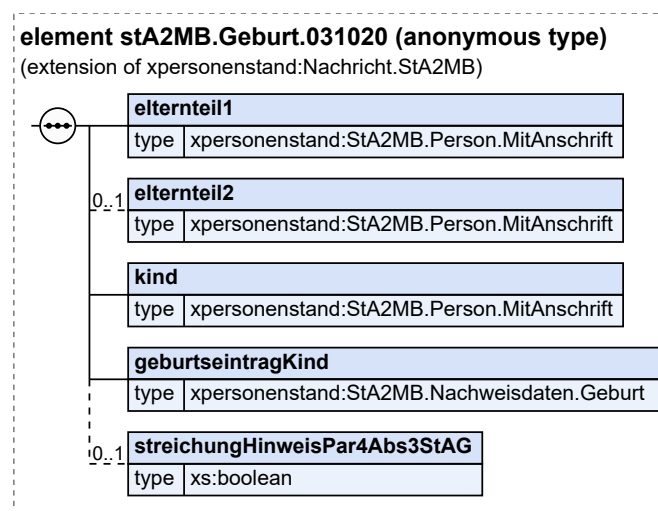 element stA2MB.Geburt.031020 (anonymous type)
(extension of xpersonenstand:Nachricht.StA2MB)
elternteil1
type xpersonenstand:StA2MB.Person.MitAnschrift
0..1
elternteil2
type xpersonenstand:StA2MB.Person.MitAnschrift
kind
type xpersonenstand:StA2MB.Person.MitAnschrift
geburtseintragKind
type xpersonenstand:StA2MB.Nachweisdaten.Geburt
0..1
streichungHinweisPar4Abs3StAG
type xs:boolean